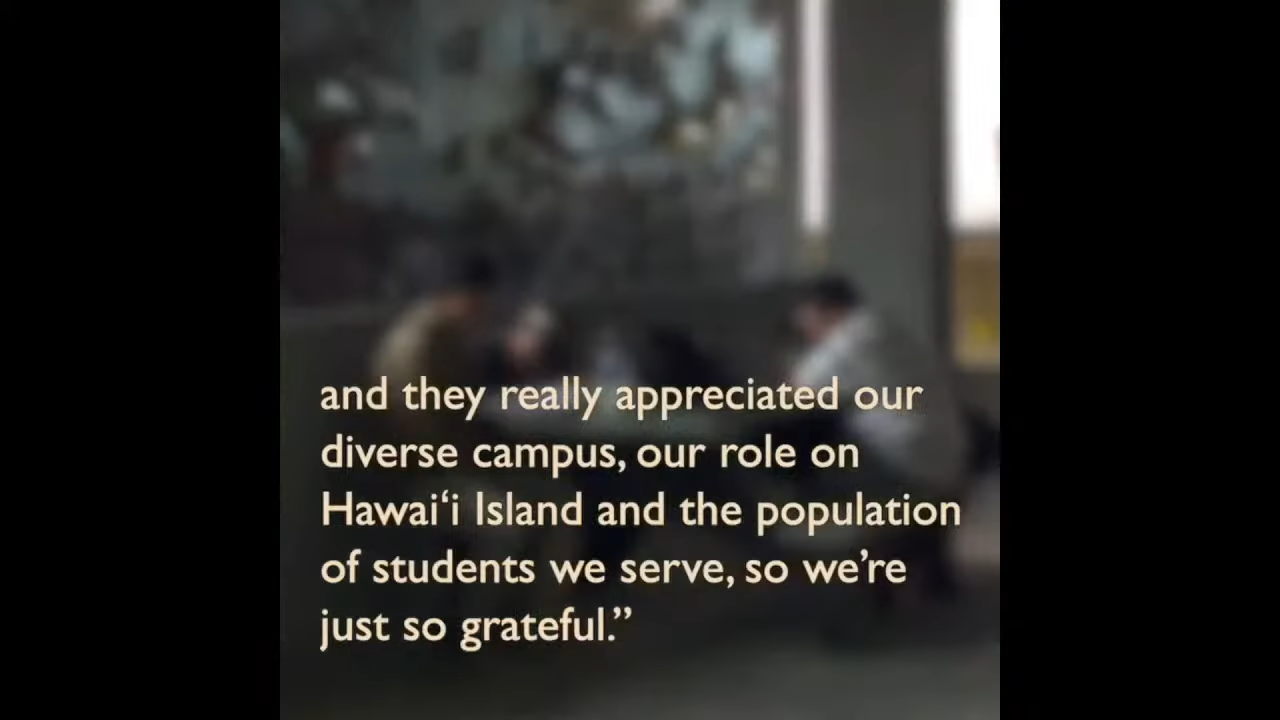 and they really appreciated our
diverse campus, our role on
Hawaiʻi Island and the population
of students we serve, so we’re
just so grateful.”